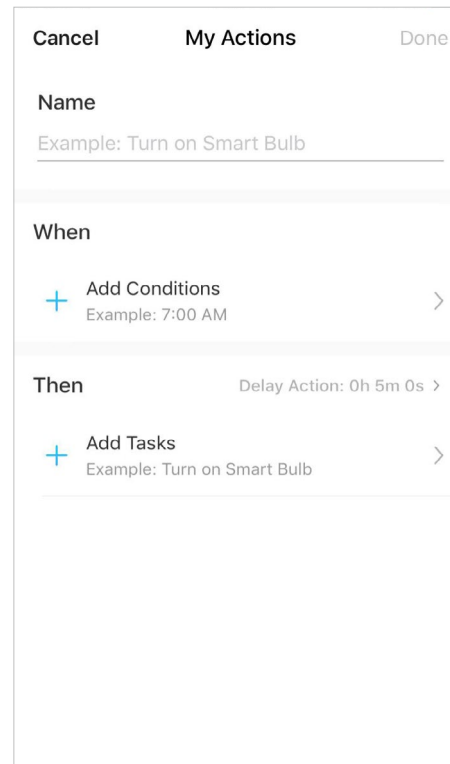 Cancel My Actions Done
Name
Example: Turn on Smart Bulb
When
Add Conditions
Example: 7:00 AM
Then Delay Action: 0h 5m 0s
Add Tasks
Example: Turn on Smart Bulb